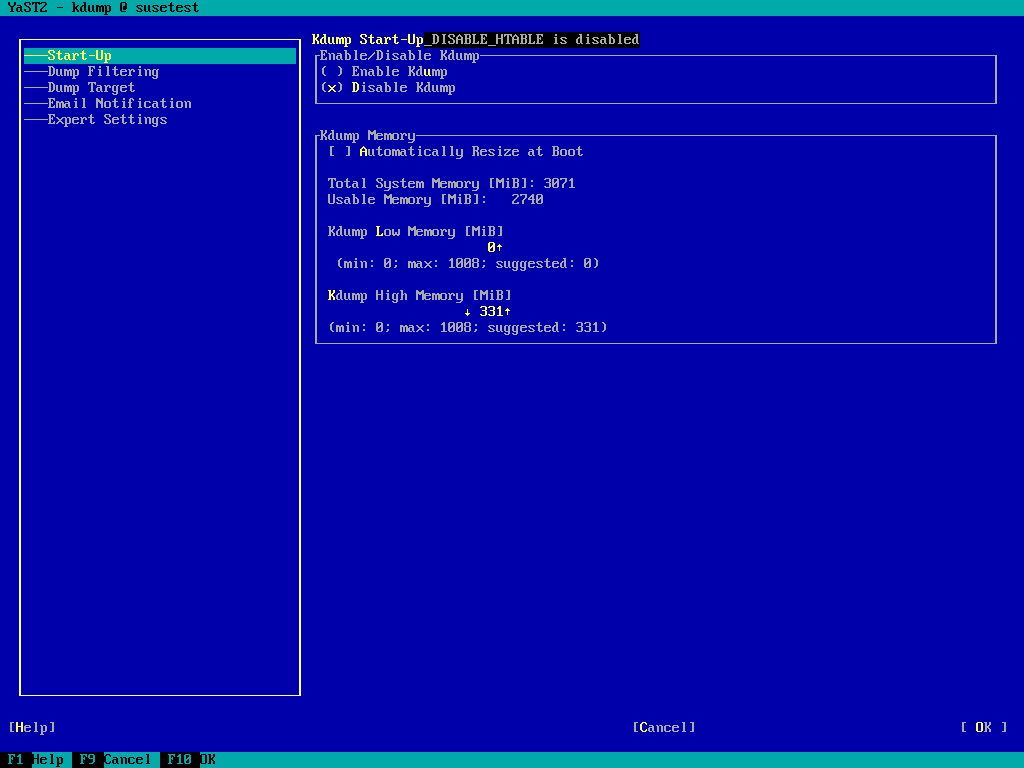 YaST2 - kdump @ susetest
Start-Up
Dump Filtering
Dump Target
Email Notification
Expert Settings
Kdump Start-Up_DISABLE_HTABLE is disabled
Enable/Disable Kdump
( ) Enable Kdump
(x) Disable Kdump
Kdump Memory
[ ] Automatically Resize at Boot
Total System Memory [MiB]: 3071
Usable Memory [MiB]:   2740
Kdump Low Memory [MiB]
0↑
(min: 0; max: 1008; suggested: 0)
Kdump High Memory [MiB]
↓ 331↑
(min: 0; max: 1008; suggested: 331)
[Help] [Cancel] [ OK ]
F1 Help F9 Cancel F10 OK